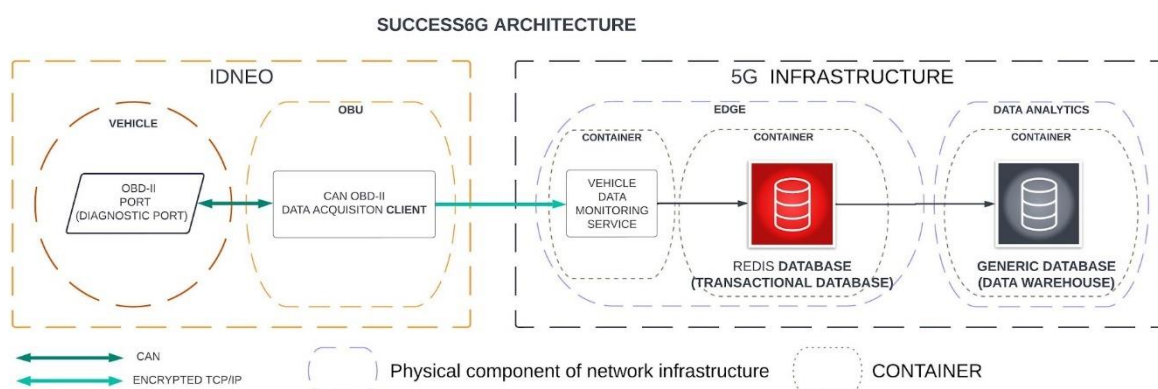 SUCCESS6G ARCHITECTURE
IDNEO
5G INFRASTRUCTURE
VEHICLE
OBU
EDGE
DATA ANALYTICS
CONTAINER
CONTAINER
CONTAINER
OBD-II
PORT
(DIAGNOSTIC PORT)
CAN OBD-II
DATA ACQUISITON CLIENT
VEHICLE
DATA
MONITORING
SERVICE
REDIS DATABASE
(TRANSACTIONAL DATABASE)
GENERIC DATABASE
(DATA WAREHOUSE)
CAN
ENCRYPTED TCP/IP
Physical component of network infrastructure
CONTAINER